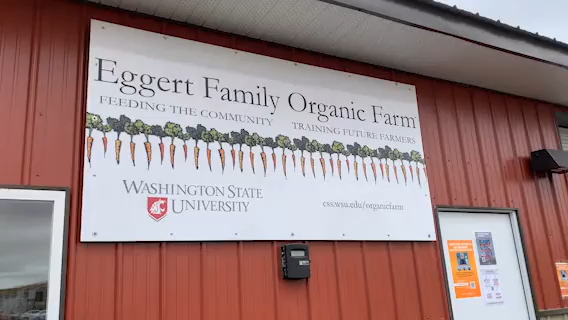 Eggert Family Organic Farm
FEEDING THE COMMUNITY TRAINING FUTURE FARMERS
WASHINGTON STATE
UNIVERSITY
css.wsu.edu/organicfarm